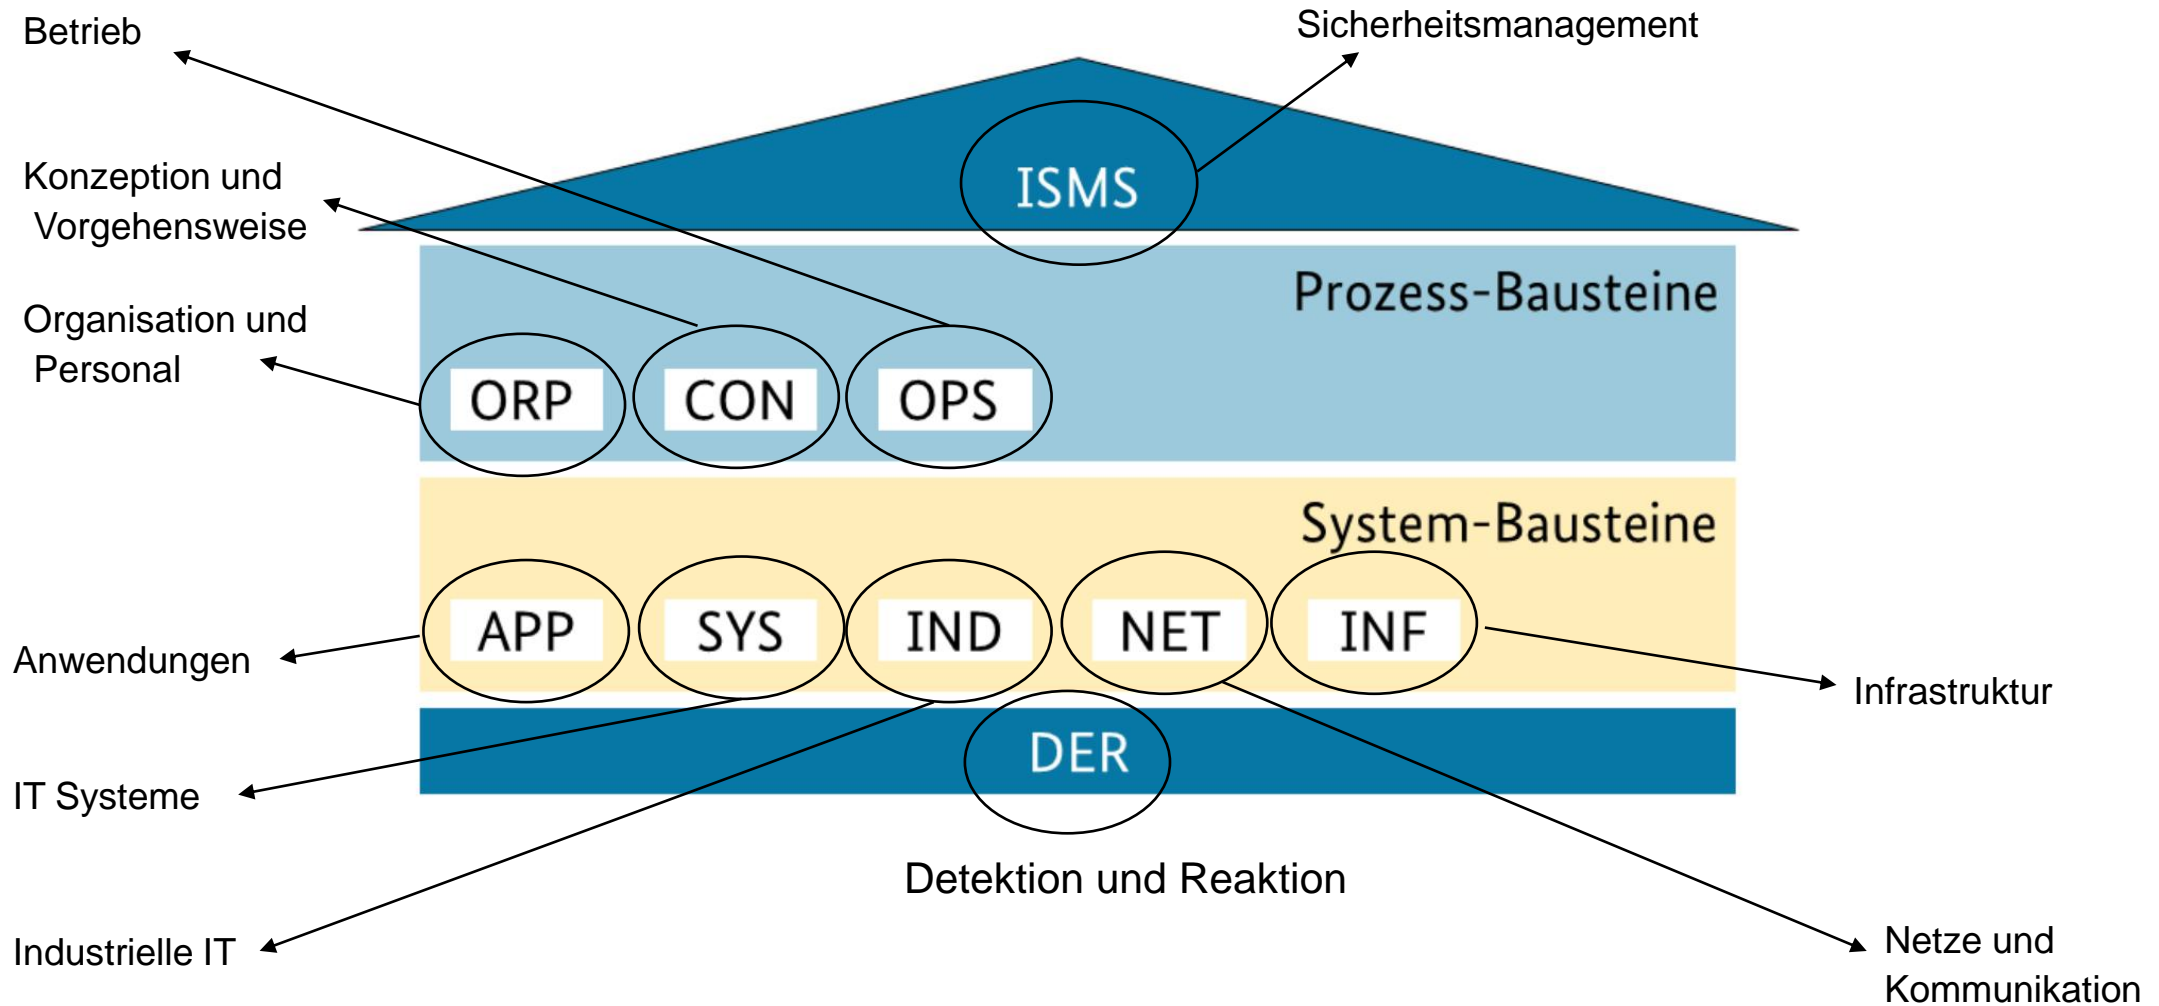 Betrieb
Sicherheitsmanagement
Konzeption und
Vorgehensweise
ISMS
Prozess-Bausteine
Organisation und
Personal
ORP
CON
OPS
System-Bausteine
APP
SYS
IND
NET
INF
Anwendungen
Infrastruktur
DER
IT Systeme
Detektion und Reaktion
Industrielle IT
Netze und
Kommunikation